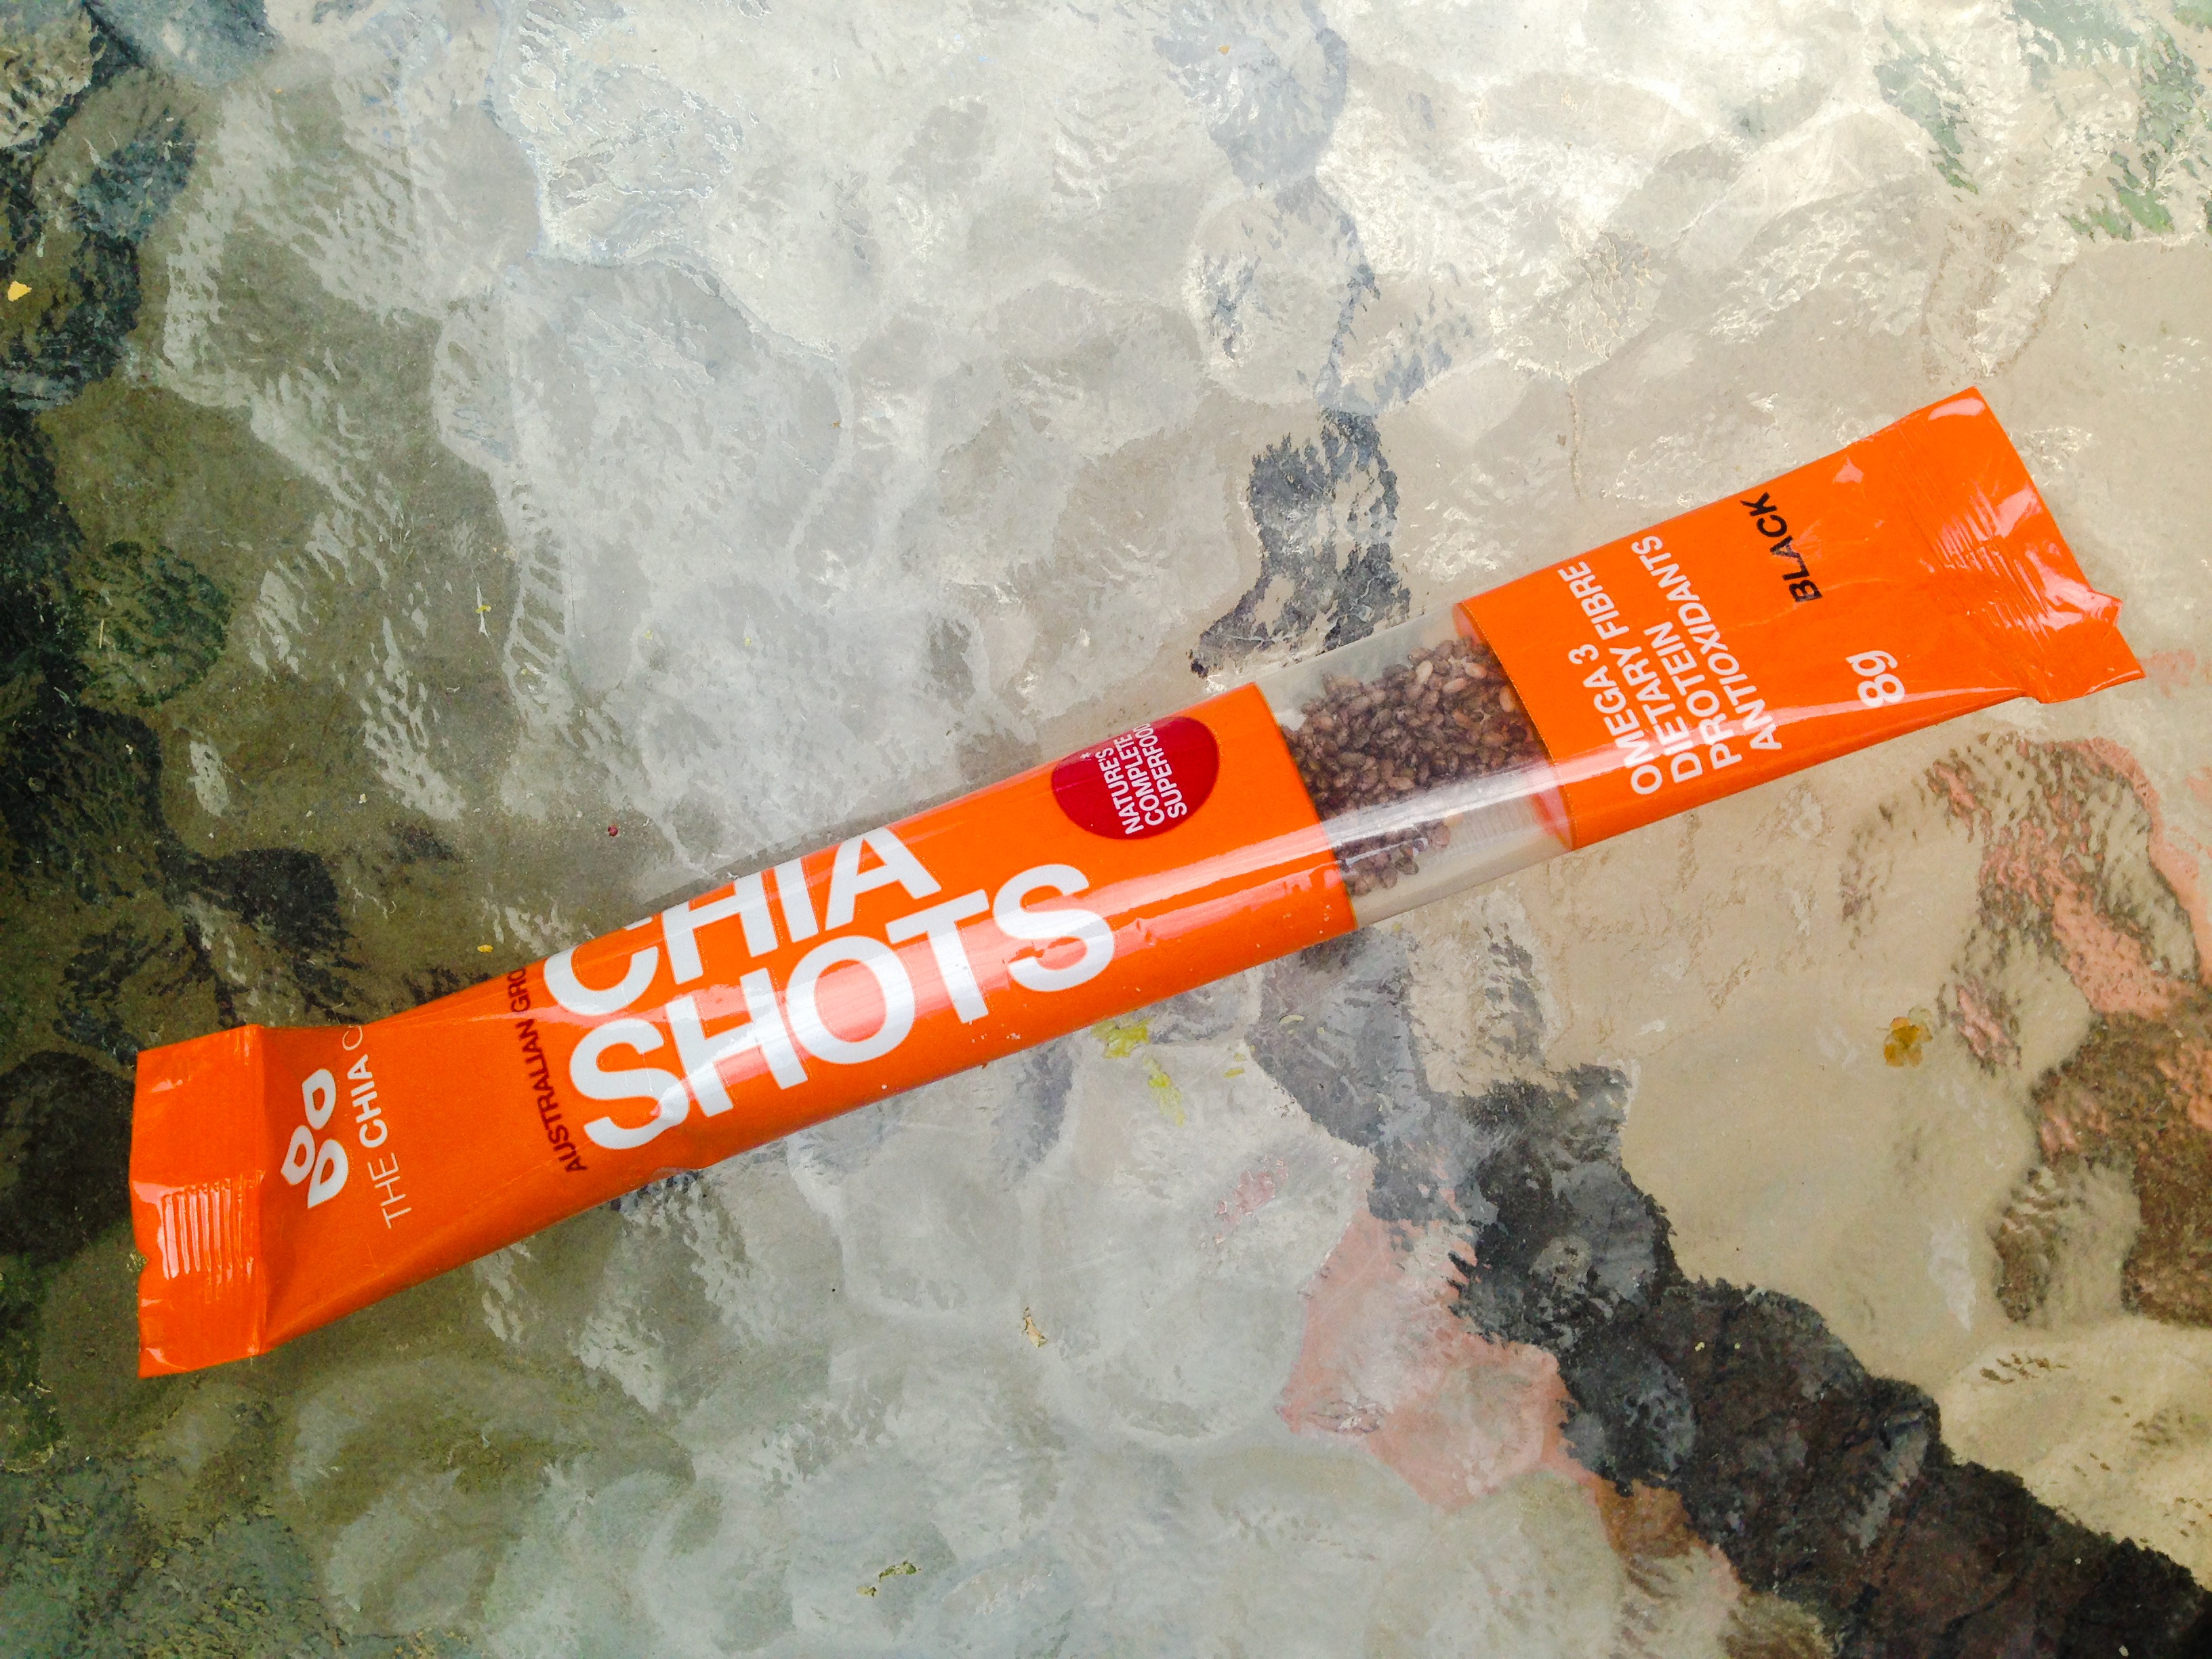 THE CHIA
AUSTRALIAN
CHIA
SHOTS
NATURE'S
COMPLETE*
SUPERFOOD
OMEGA 3
DIETARY FIBRE
PROTEIN
ANTIOXIDANTS
BLACK
8g